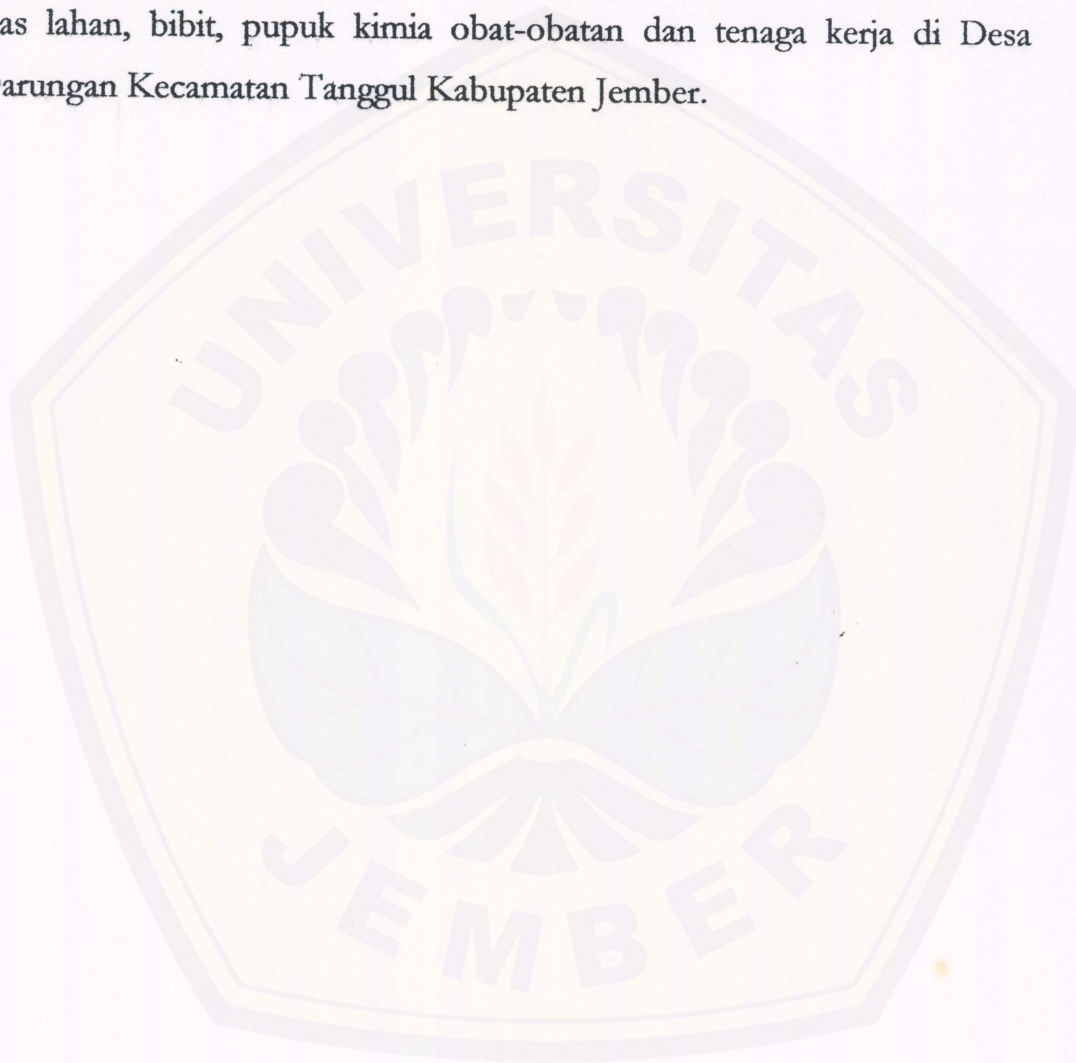 as lahan, bibit, pupuk kimia obat-obatan dan tenaga kerja di Desa
arungan Kecamatan Tanggul Kabupaten Jember.
UNIVERSITAS
JEMBER